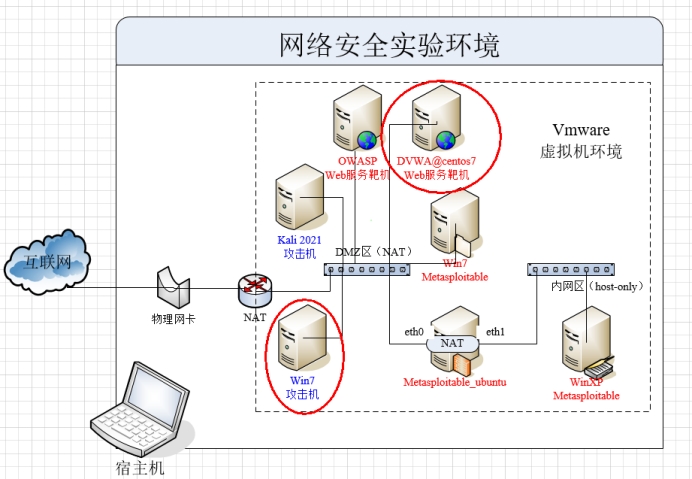 网络安全实验环境
Vmware
虚拟机环境
OWASP
Web服务靶机
DVWA@centos7
Web服务靶机
Kali 2021
攻击机
DMZ区（NAT）
Win7
Metasploitable
互联网
物理网卡
NAT
内网区（host-only）
eth0
NAT
eth1
Win7
攻击机
Metasploitable_ubuntu
WinXP
Metasploitable
宿主机